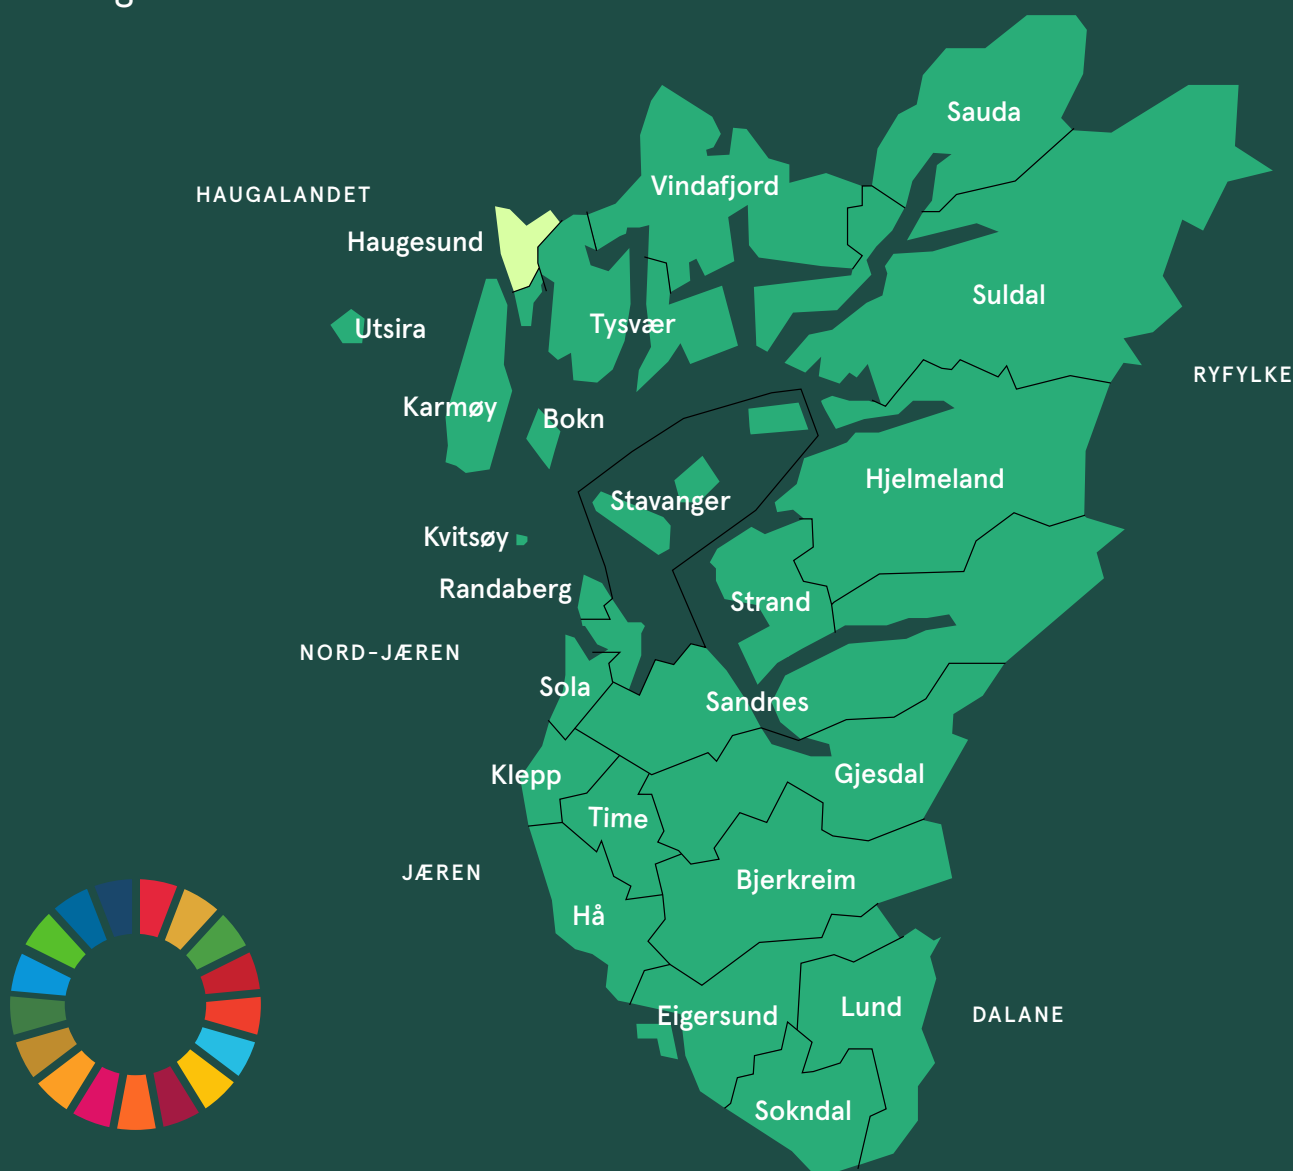 Sauda
Vindafjord
HAUGALANDET
Haugesund
Suldal
Utsira
Tysvær
RYFYLKE
Karmøy
Bokn
Hjelmeland
Stavanger
Kvitsøy
Randaberg
Strand
NORD-JÆREN
Sola
Sandnes
Klepp
Gjesdal
Time
JÆREN
Bjerkreim
Hå
Eigersund
Lund
DALANE
Sokndal